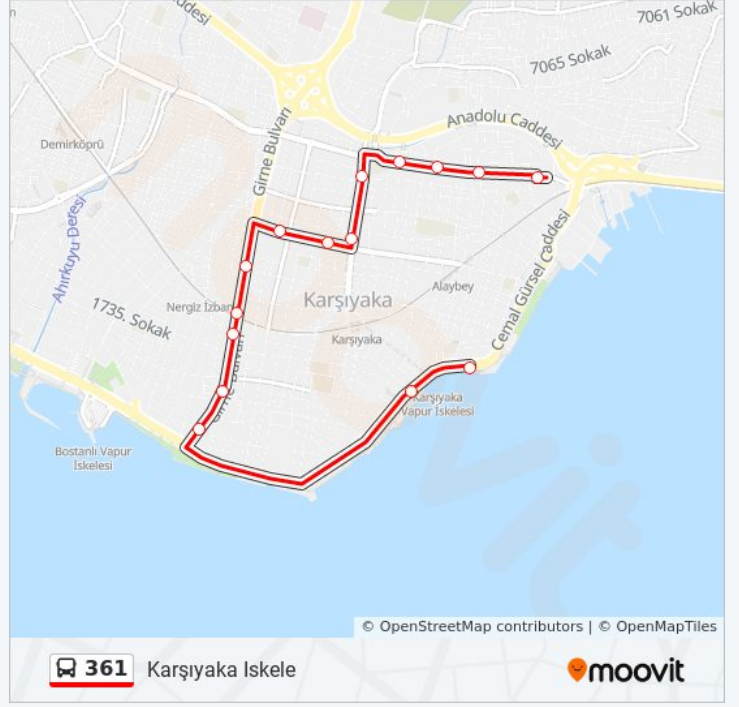 n
ddesi
7061 Sokak
7065 Sokak
Anadolu Caddesi
Girne Bulvarı
Demirköprü
Ahırkuyu Deresi
Cemal Gürsel Caddesi
Alaybey
1735. Sokak
Nergiz İzban
Karşıyaka
Karşıyaka
Girne Bulvarı
Karşıyaka
Vapur İskelesi
Bostanlı Vapur
İskelesi
© OpenStreetMap contributors | © OpenMapTiles
361 Karşıyaka Iskele
moovit